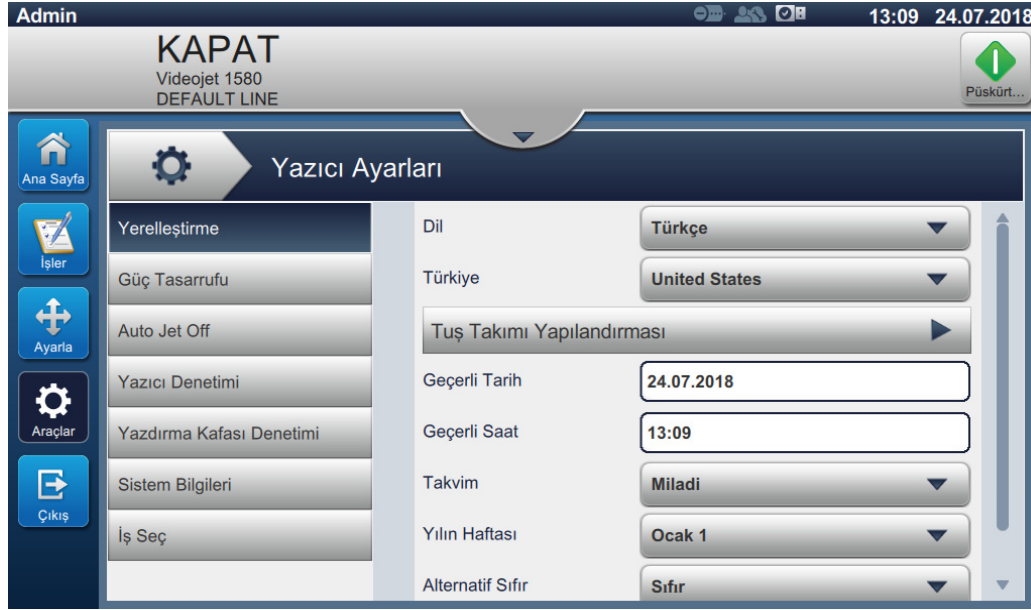 Admin
13:09 24.07.2018
KAPAT
Videojet 1580
DEFAULT LINE
Püskürt...
Ana Sayfa
İşler
Ayarla
Araçlar
Çıkış
Yazıcı Ayarları
Yerelleştirme
Güç Tasarrufu
Auto Jet Off
Yazıcı Denetimi
Yazdırma Kafası Denetimi
Sistem Bilgileri
İş Seç
Dil Türkçe
Türkiye United States
Tuş Takımı Yapılandırması
Geçerli Tarih 24.07.2018
Geçerli Saat 13:09
Takvim Miladi
Yılın Haftası Ocak 1
Alternatif Sıfır Sıfır